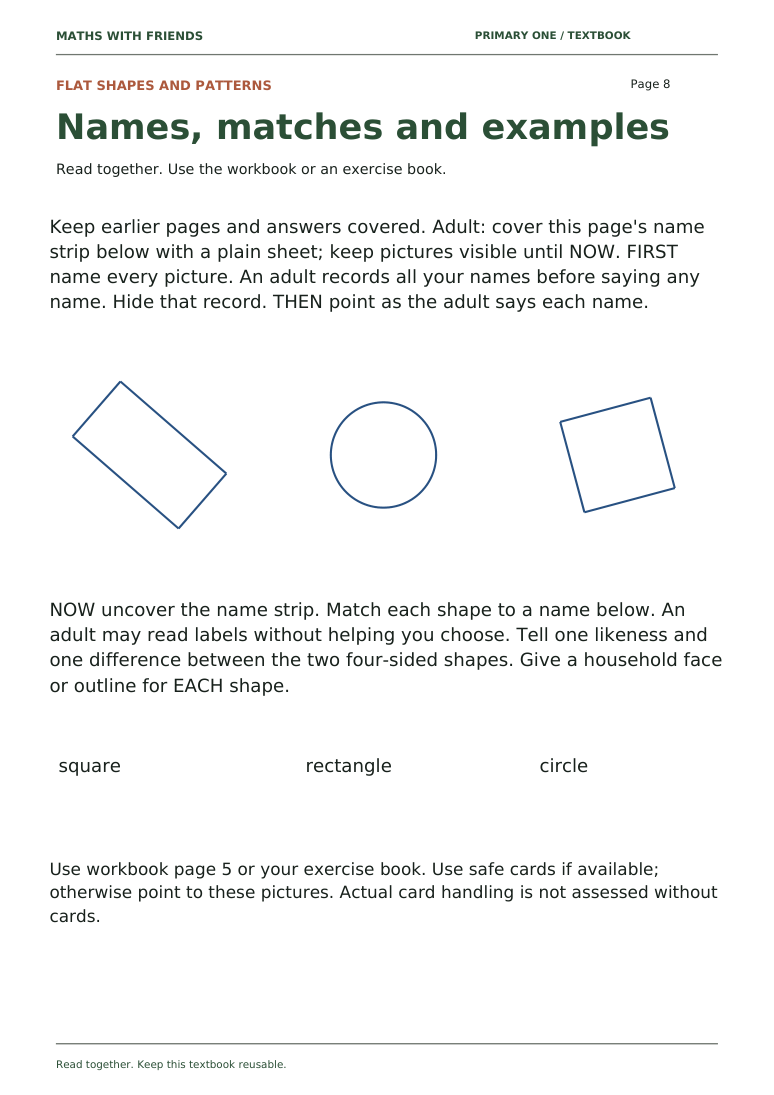 MATHS WITH FRIENDS
PRIMARY ONE / TEXTBOOK
FLAT SHAPES AND PATTERNS
Page 8
Names, matches and examples
Read together. Use the workbook or an exercise book.
Keep earlier pages and answers covered. Adult: cover this page's name
strip below with a plain sheet; keep pictures visible until NOW. FIRST
name every picture. An adult records all your names before saying any
name. Hide that record. THEN point as the adult says each name.
NOW uncover the name strip. Match each shape to a name below. An
adult may read labels without helping you choose. Tell one likeness and
one difference between the two four-sided shapes. Give a household face
or outline for EACH shape.
square
rectangle
circle
Use workbook page 5 or your exercise book. Use safe cards if available;
otherwise point to these pictures. Actual card handling is not assessed without
cards.
Read together. Keep this textbook reusable.